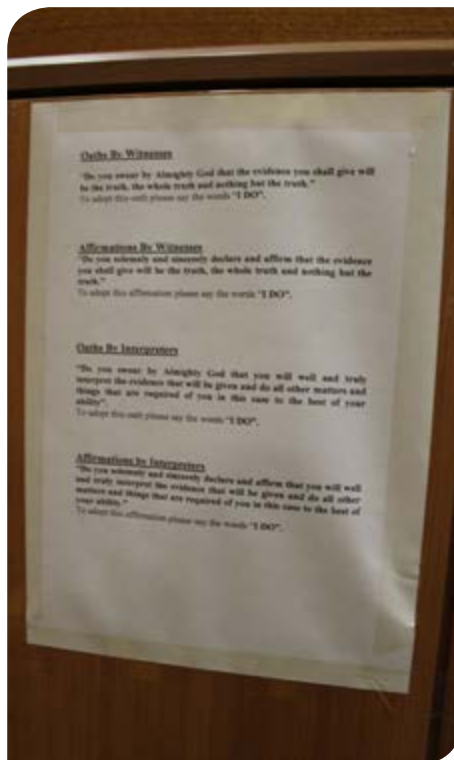 Oaths By Witnesses
"Do you swear by Almighty God that the evidence you shall give will
be the truth, the whole truth and nothing but the truth."
To adopt this oath please say the words "I DO".
Affirmations By Witnesses
"Do you solemnly and sincerely declare and affirm that the evidence
you shall give will be the truth, the whole truth and nothing but the
truth."
To adopt this affirmation please say the words "I DO".
Oaths By Interpreters
"Do you swear by Almighty God that you will well and truly
interpret the evidence that will be given and do all other matters and
things that are required of you in this case to the best of your
ability".
To adopt this oath please say the words "I DO".
Affirmations by Interpreters
"Do you solemnly and sincerely declare and affirm that you will well
and truly interpret the evidence that will be given and do all other
matters and things that are required of you in this case to the best of
your ability."
To adopt this affirmation please say the words "I DO".